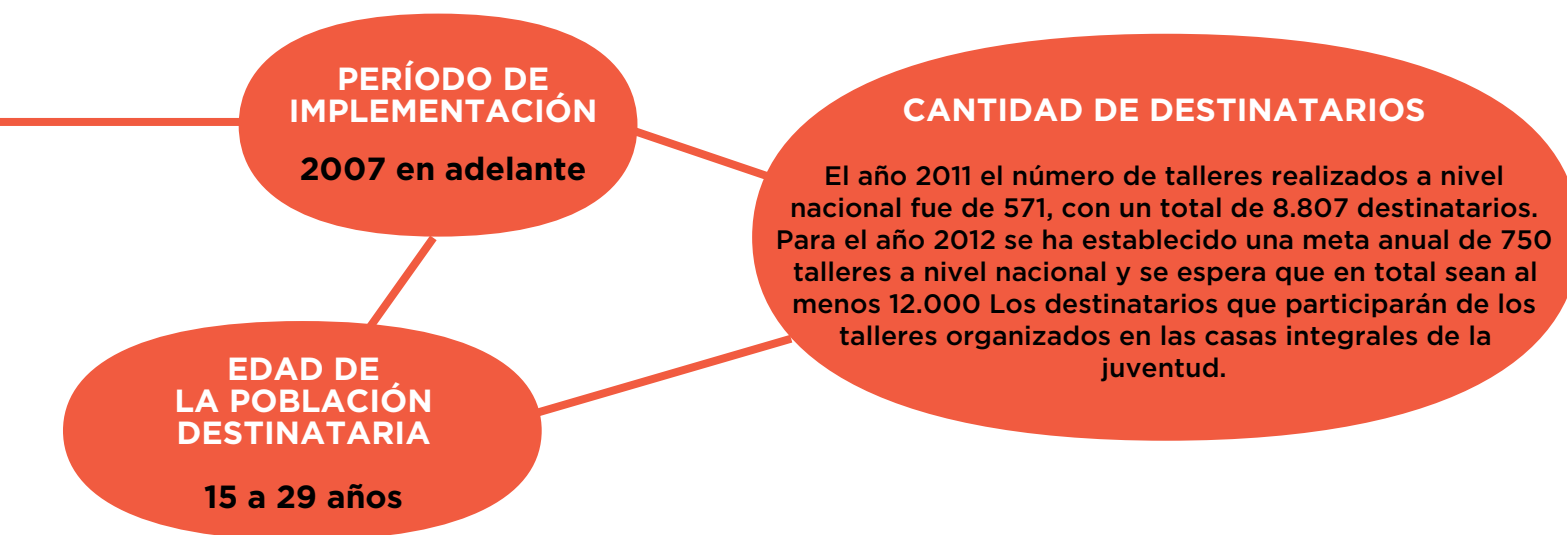 PERÍODO DE
IMPLEMENTACIÓN
2007 en adelante
CANTIDAD DE DESTINATARIOS
El año 2011 el número de talleres realizados a nivel
nacional fue de 571, con un total de 8.807 destinatarios.
Para el año 2012 se ha establecido una meta anual de 750
talleres a nivel nacional y se espera que en total sean al
menos 12.000 Los destinatarios que participarán de los
talleres organizados en las casas integrales de la
juventud.
EDAD DE
LA POBLACIÓN
DESTINATARIA
15 a 29 años